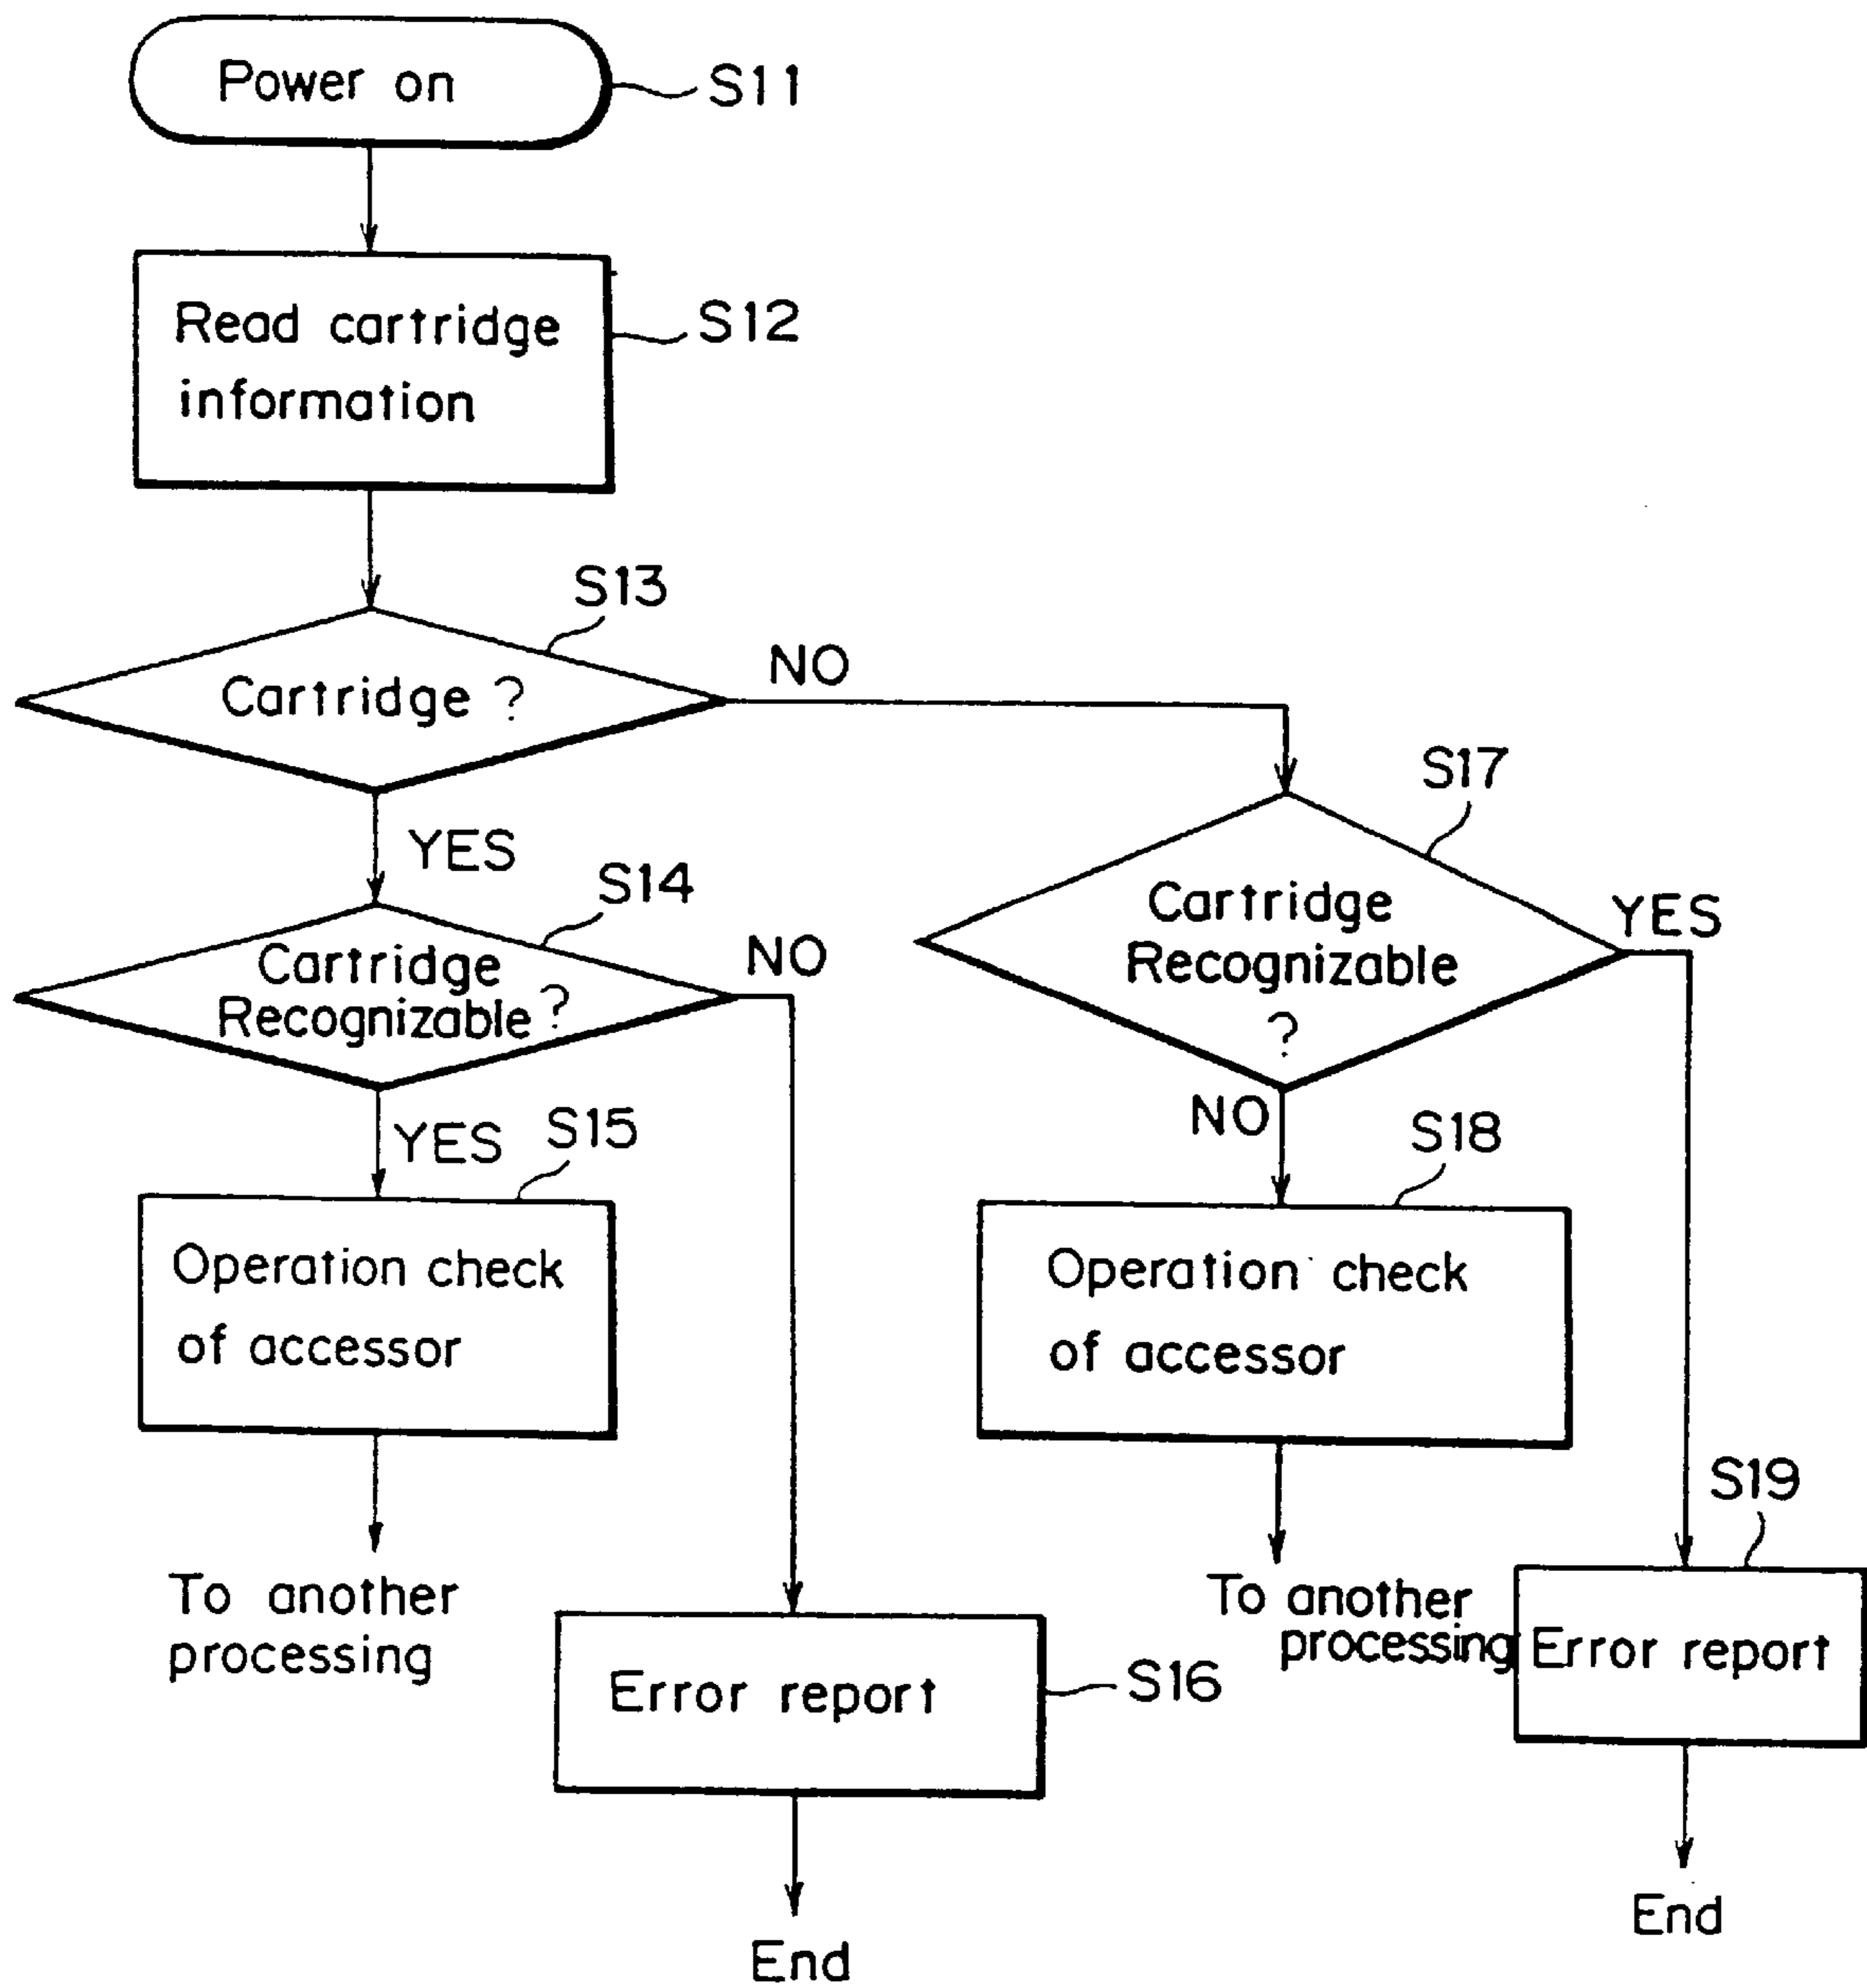 Power on
S11
Read cartridge
information
S12
S13
Cartridge ?
NO
YES
S17
S14
Cartridge
Recognizable ?
NO
Cartridge
Recognizable
?
YES
YES
S15
NO
S18
Operation check
of accessor
Operation check
of accessor
S19
To another
processing
To another
processing
Error report
Error report
S16
End
End